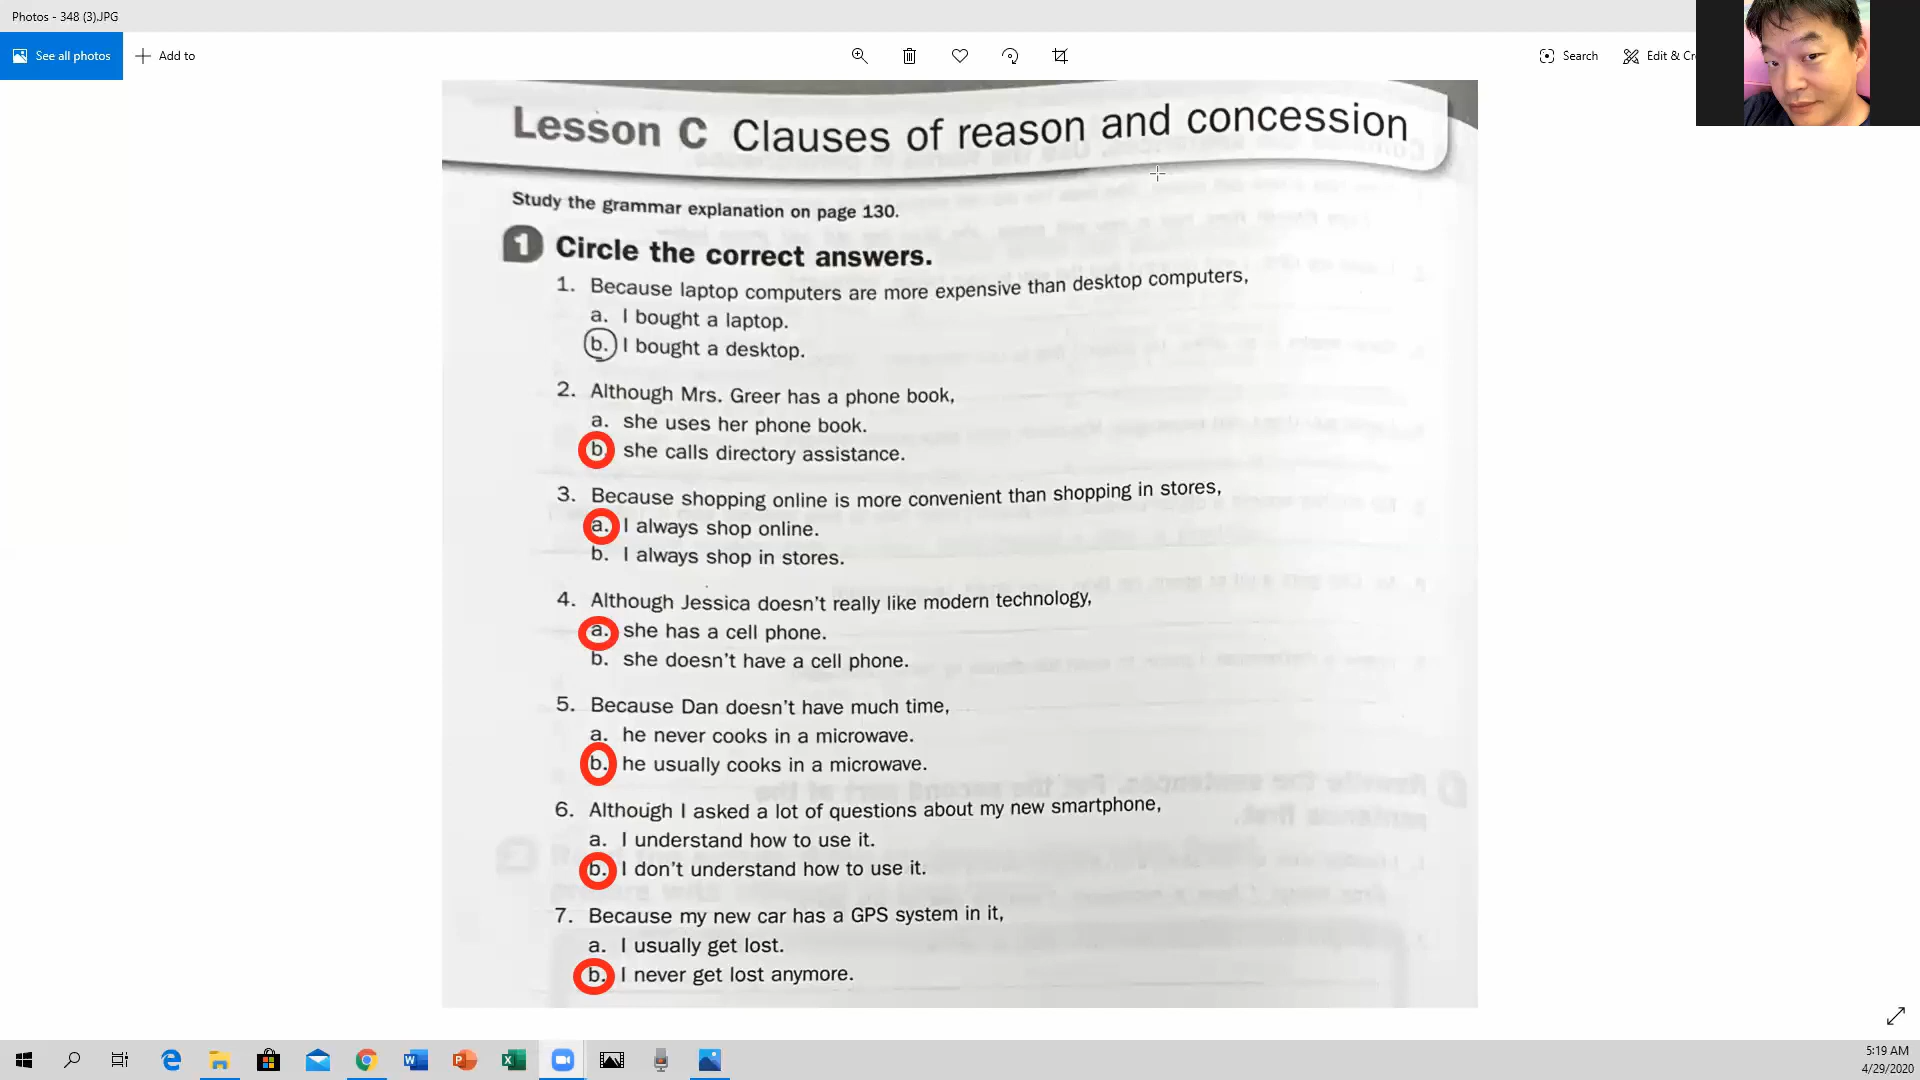 Photos - 348 (3).JPG
See all photos
Add to
Search
Edit & Cr
Lesson C Clauses of reason and concession
Study the grammar explanation on page 130.
1 Circle the correct answers.
1. Because laptop computers are more expensive than desktop computers,
a. I bought a laptop.
b. I bought a desktop.
2. Although Mrs. Greer has a phone book,
a. she uses her phone book.
b. she calls directory assistance.
3. Because shopping online is more convenient than shopping in stores,
a. I always shop online.
b. I always shop in stores.
4. Although Jessica doesn't really like modern technology,
a. she has a cell phone.
b. she doesn't have a cell phone.
5. Because Dan doesn't have much time,
a. he never cooks in a microwave.
b. he usually cooks in a microwave.
6. Although I asked a lot of questions about my new smartphone,
a. I understand how to use it.
b. I don't understand how to use it.
7. Because my new car has a GPS system in it,
a. I usually get lost.
b. I never get lost anymore.
5:19 AM
4/29/2020